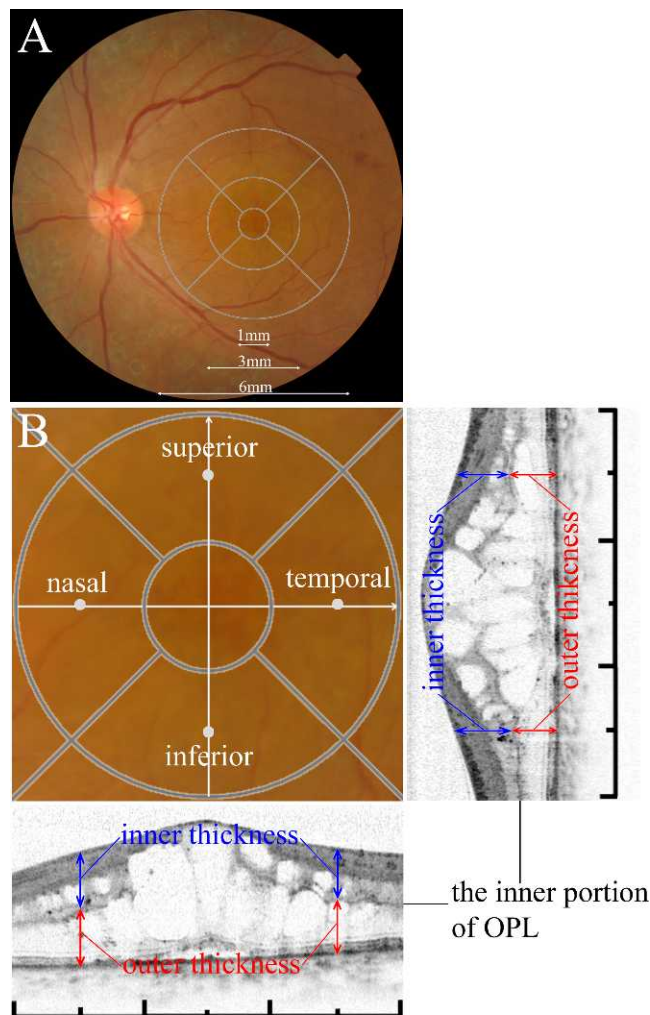 A
1mm
3mm
6mm
B
superior
nasal
temporal
inferior
inner thickness
outer thikcness
inner thickness
outer thickness
the inner portion
of OPL